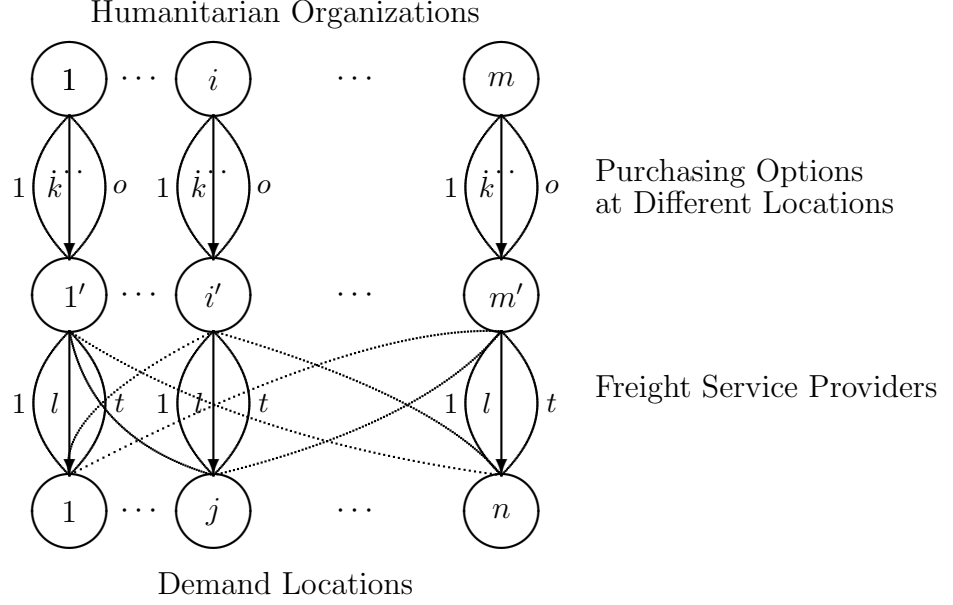 Humanitarian Organizations
1 ··· i ··· m
1 k ··· o 1 k ··· o 1 k ··· o
Purchasing Options
at Different Locations
1′ ··· i′ ··· m′
1 l t 1 l t 1 l t
Freight Service Providers
1 ··· j ··· n
Demand Locations